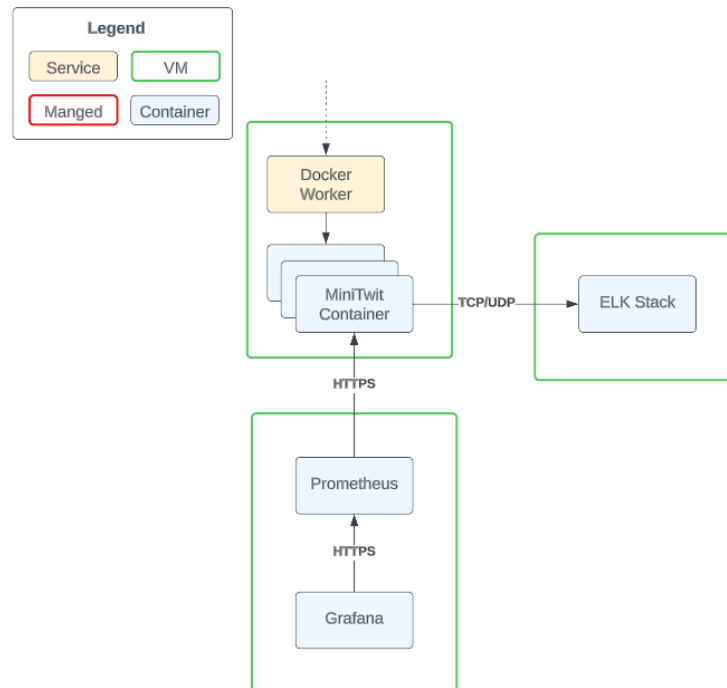 Legend
Service
VM
Manged
Container
Docker
Worker
MiniTwit
Container
TCP/UDP
ELK Stack
HTTPS
Prometheus
HTTPS
Grafana